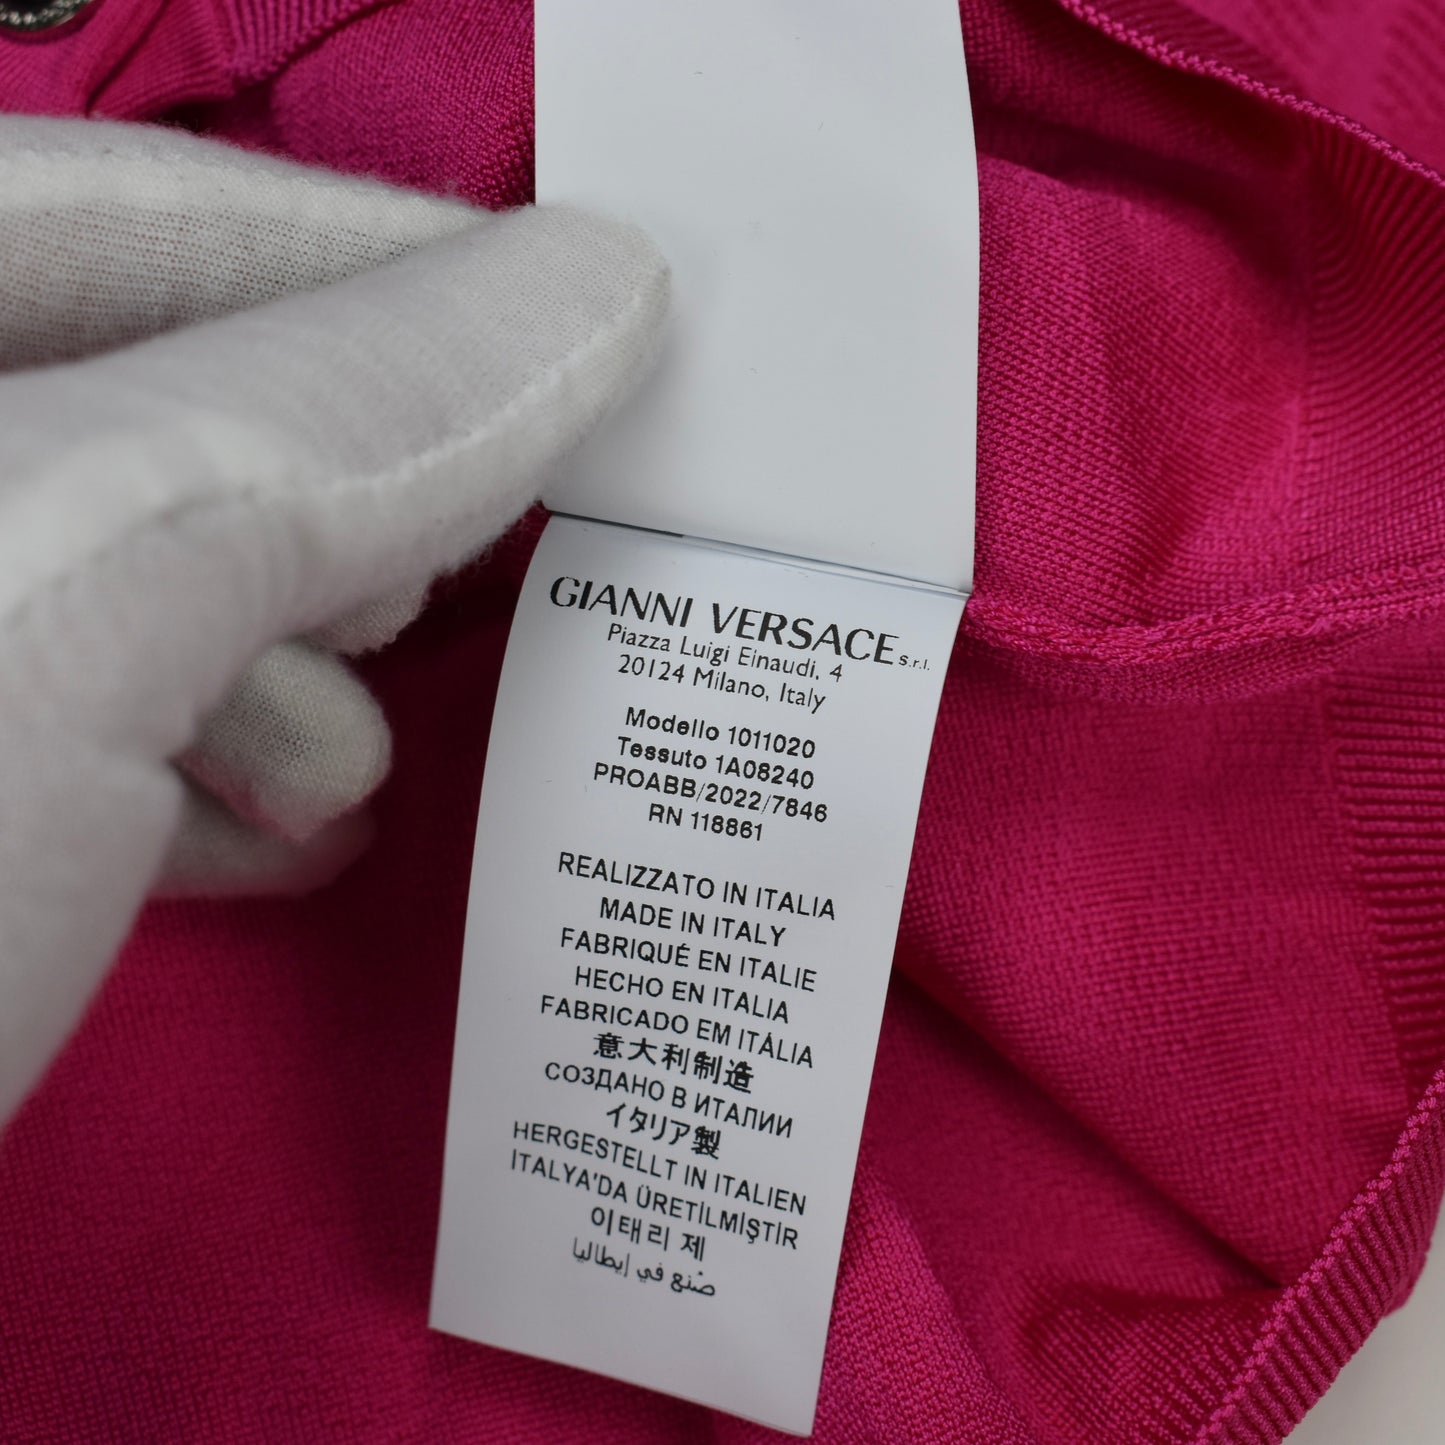 GIANNI VERSACE s.r.l.
Piazza Luigi Einaudi, 4
20124 Milano, Italy
Modello 1011020
Tessuto 1A08240
PROABB/2022/7846
RN 118861
REALIZZATO IN ITALIA
MADE IN ITALY
FABRIQUÉ EN ITALIE
HECHO EN ITALIA
FABRICADO EM ITÁLIA
意大利制造
СОЗДАНО В ИТАЛИИ
イタリア製
HERGESTELLT IN ITALIEN
İTALYA'DA ÜRETİLMİŞTİR
이태리 제
صُنع في إيطاليا